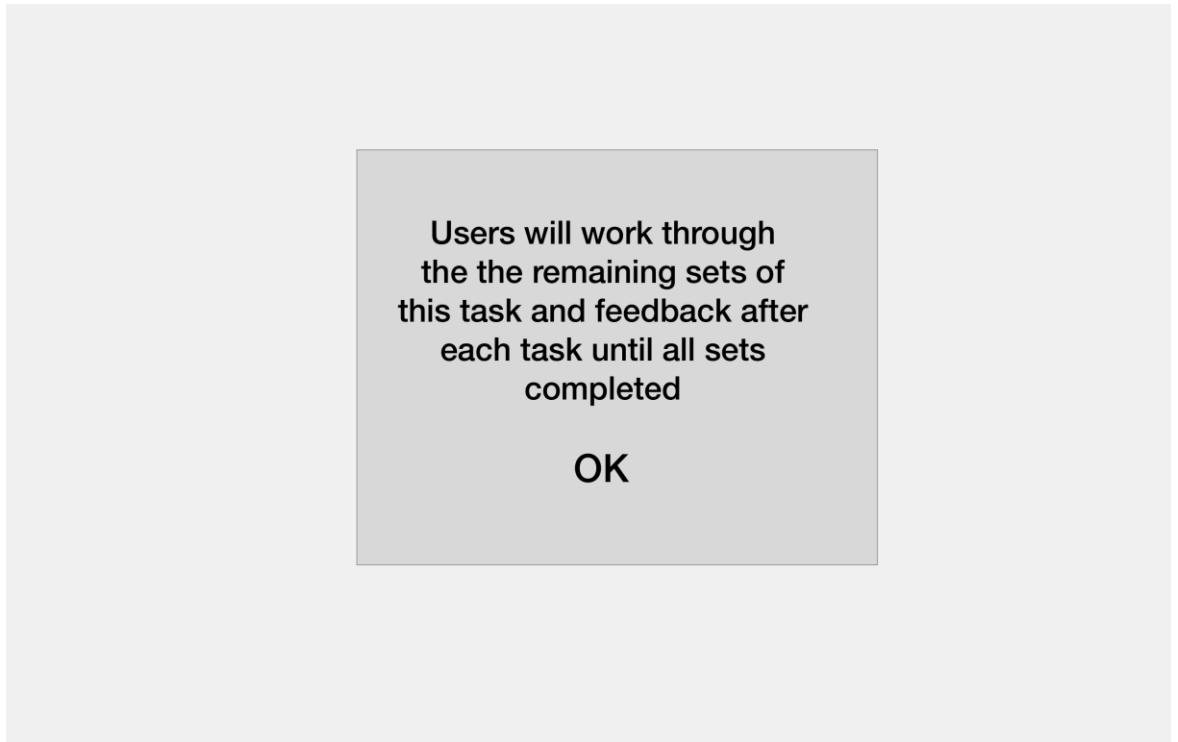 Users will work through
the the remaining sets of
this task and feedback after
each task until all sets
completed
OK